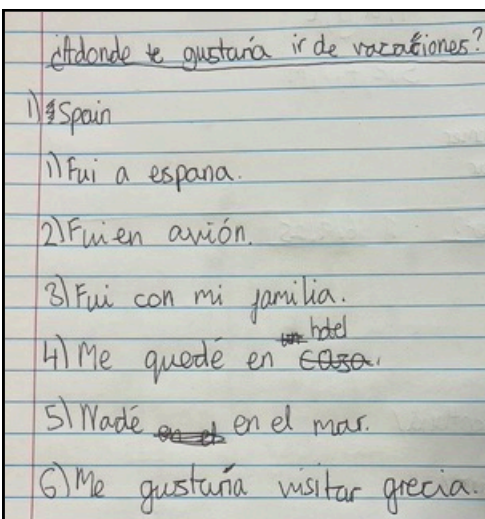 ¿Adonde te gustaría ir de vacaciones?
1) Spain
1) Fui a espana.
2) Fui en avión.
3) Fui con mi familia.
hotel
4) Me quedé en casa.
5) Nadé en el mar.
6) Me gustaría visitar grecia.